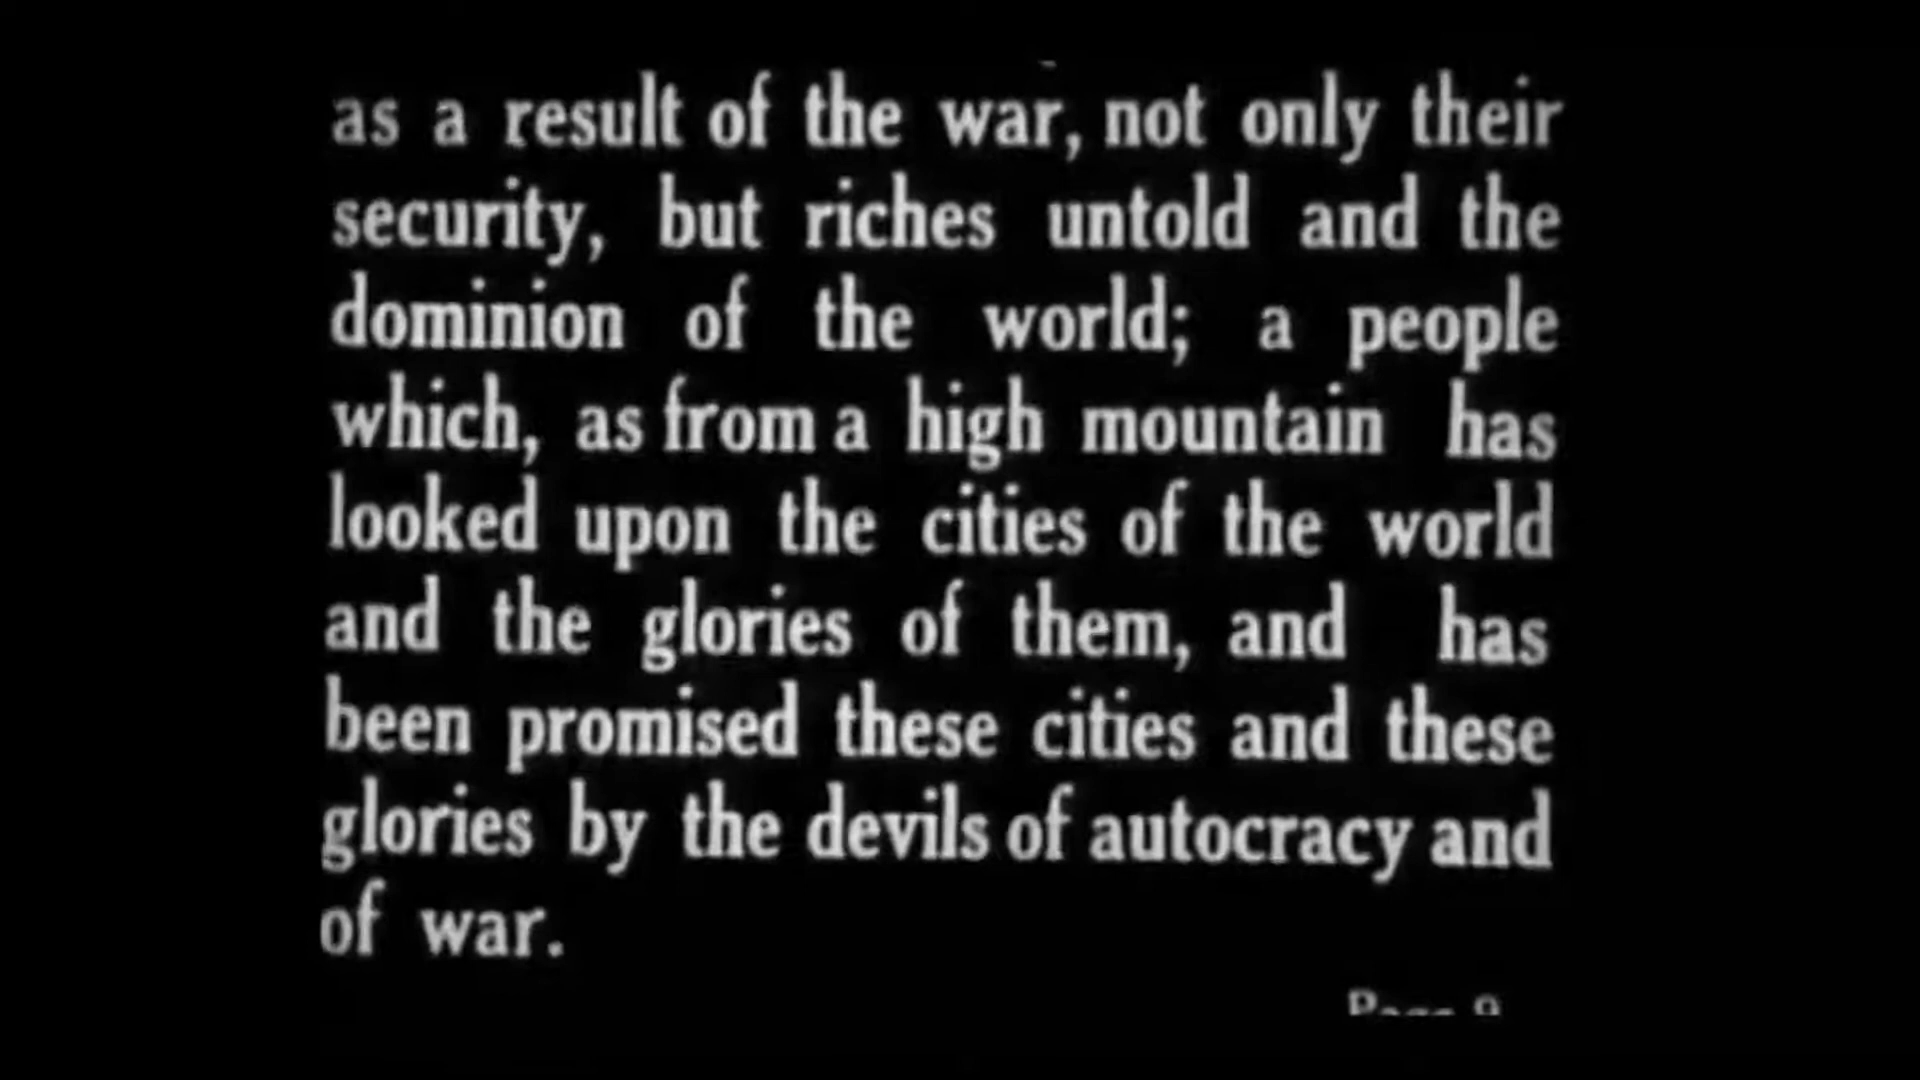 as a result of the war, not only their
security, but riches untold and the
dominion of the world; a people
which, as from a high mountain has
looked upon the cities of the world
and the glories of them, and has
been promised these cities and these
glories by the devils of autocracy and
of war.
Page 9